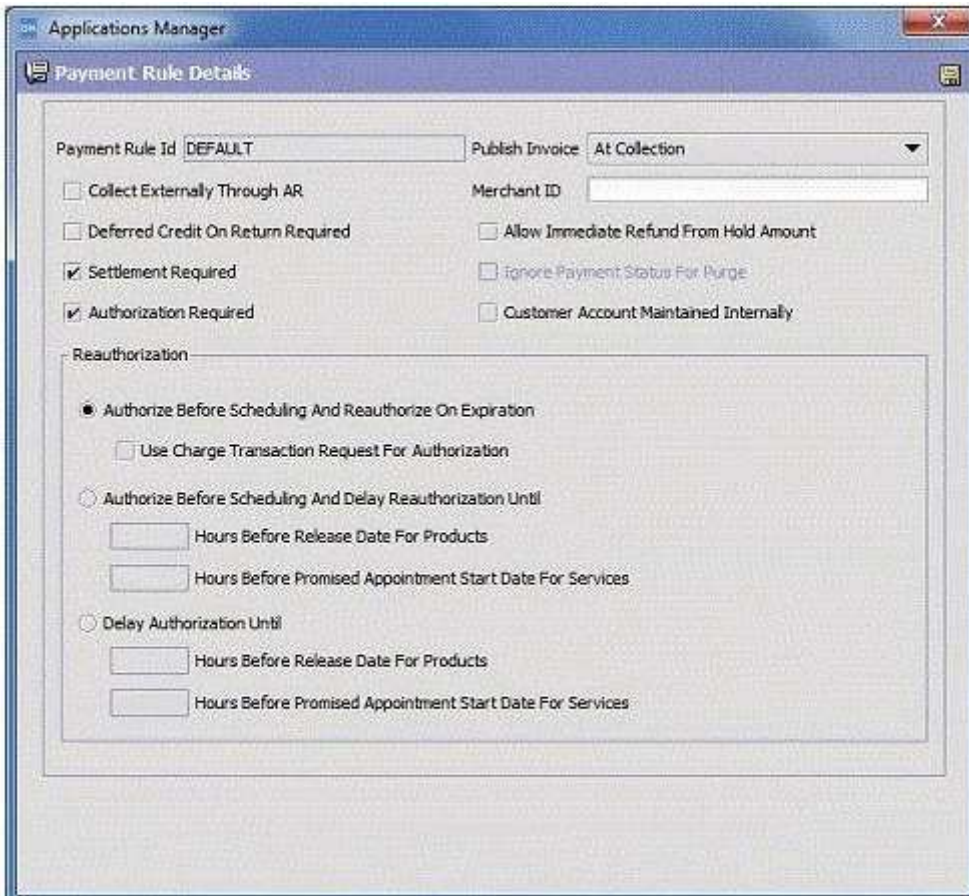 Applications Manager
Payment Rule Details
Payment Rule Id DEFAULT Publish Invoice At Collection
Collect Externally Through AR Merchant ID
Deferred Credit On Return Required Allow Immediate Refund From Hold Amount
Settlement Required Ignore Payment Status For Purge
Authorization Required Customer Account Maintained Internally
Reauthorization
Authorize Before Scheduling And Reauthorize On Expiration
Use Charge Transaction Request For Authorization
Authorize Before Scheduling And Delay Reauthorization Until
Hours Before Release Date For Products
Hours Before Promised Appointment Start Date For Services
Delay Authorization Until
Hours Before Release Date For Products
Hours Before Promised Appointment Start Date For Services